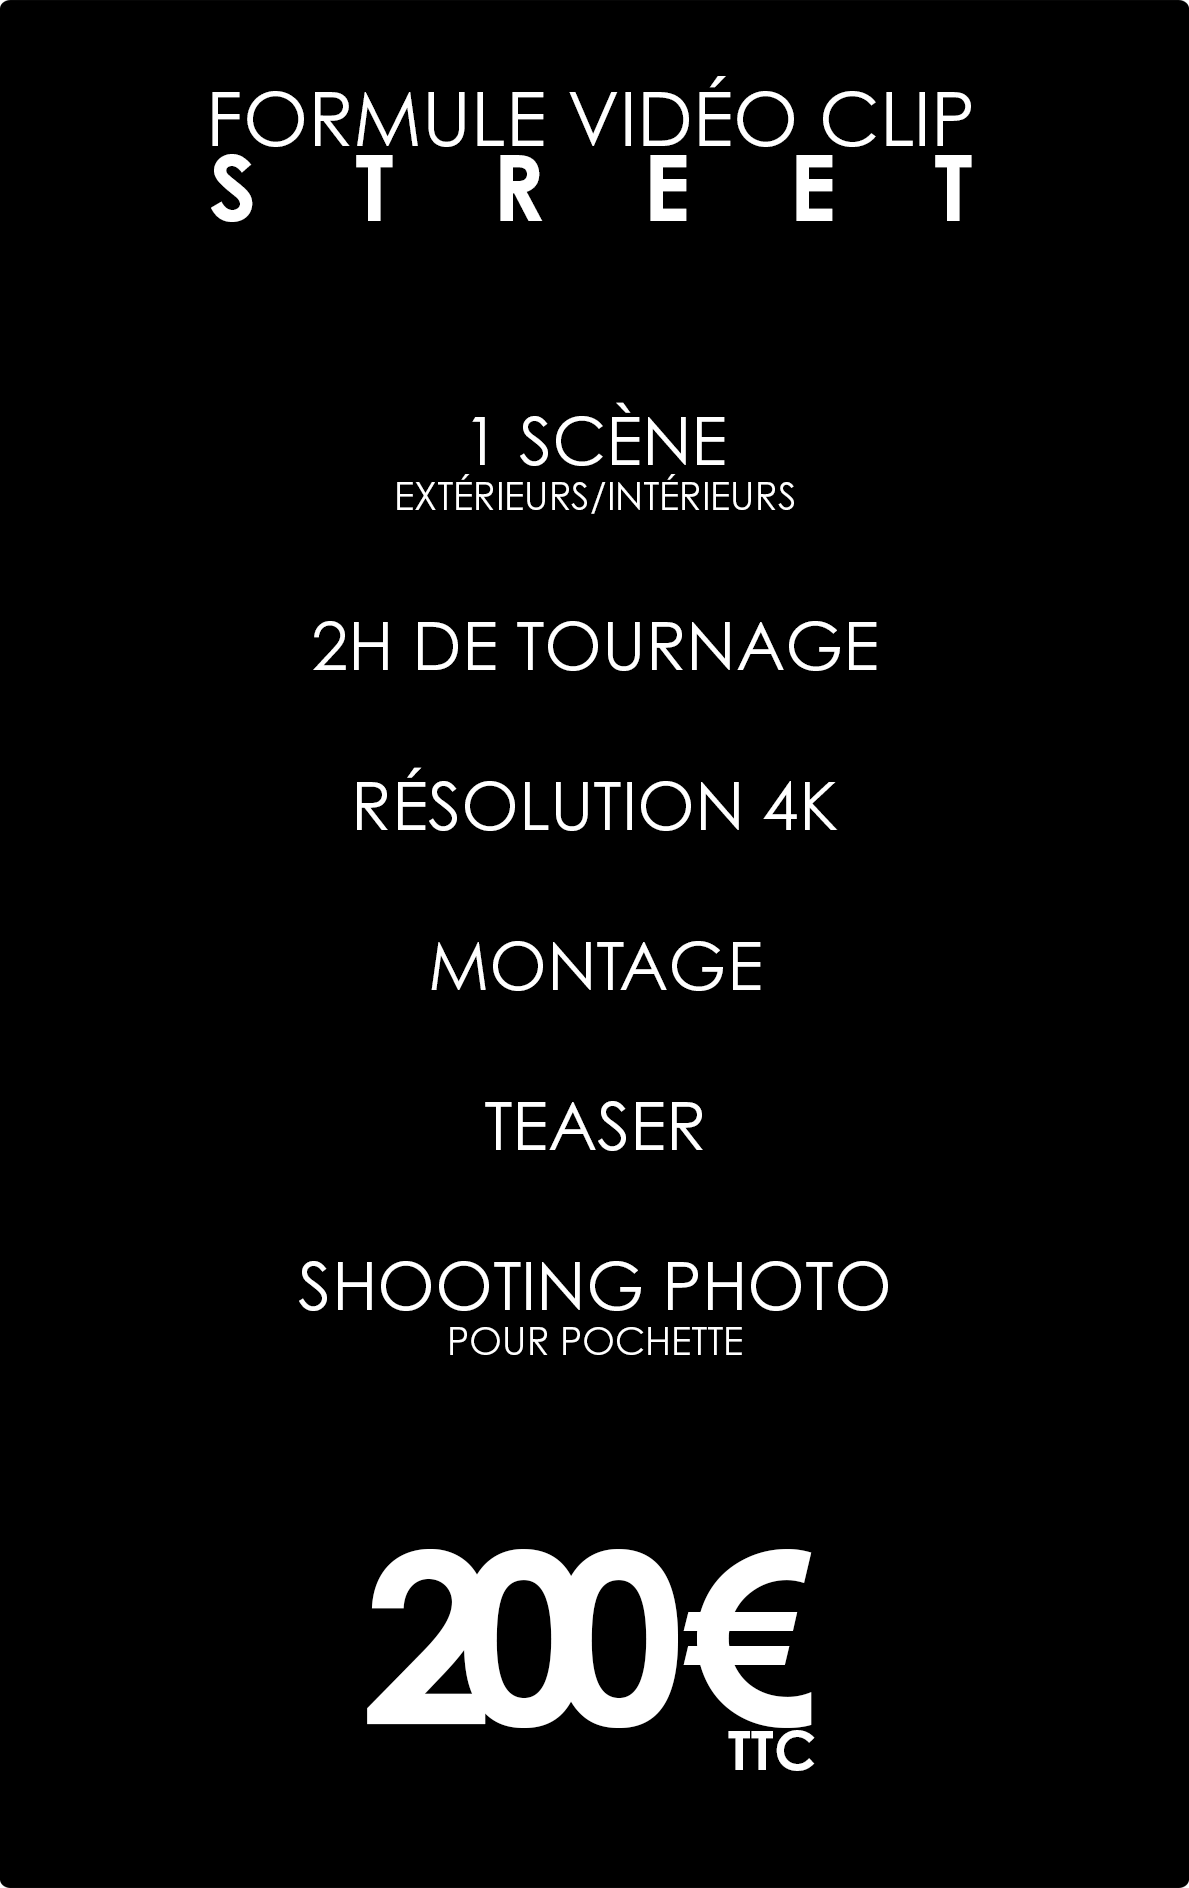 FORMULE VIDÉO CLIP
STREET
1 SCÈNE
EXTÉRIEURS/INTÉRIEURS
2H DE TOURNAGE
RÉSOLUTION 4K
MONTAGE
TEASER
SHOOTING PHOTO
POUR POCHETTE
200€
TTC